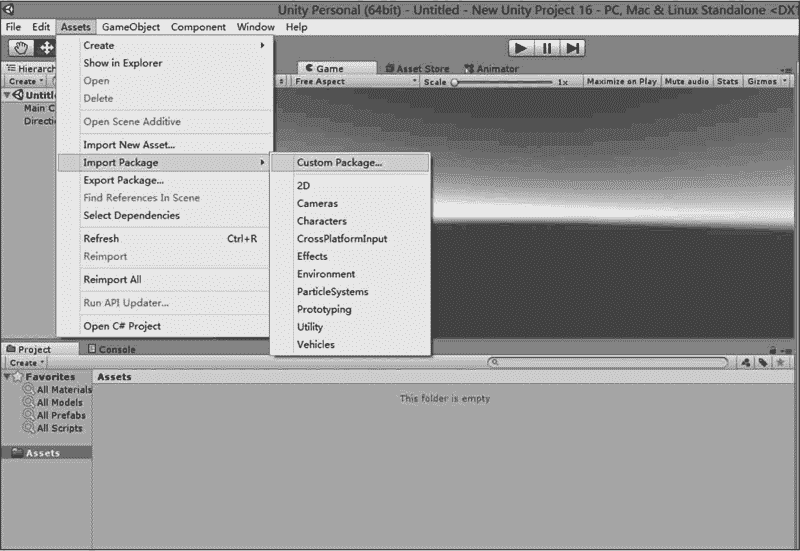 Unity Personal (64bit) - Untitled - New Unity Project 16 - PC, Mac & Linux Standalone <DX1
File Edit Assets GameObject Component Window Help
Hierarch
Create
Untitle
Main C
Direction
Create
Show in Explorer
Open
Delete
Open Scene Additive
Import New Asset...
Import Package
Export Package...
Find References In Scene
Select Dependencies
Refresh Ctrl+R
Reimport
Reimport All
Run API Updater...
Open C# Project
Custom Package...
2D
Cameras
Characters
CrossPlatformInput
Effects
Environment
ParticleSystems
Prototyping
Utility
Vehicles
Game Asset Store Animator
Free Aspect Scale 1x Maximize on Play Mute audio Stats Gizmos
Project Console
Create
Favorites
All Materials
All Models
All Prefabs
All Scripts
Assets
Assets
This folder is empty